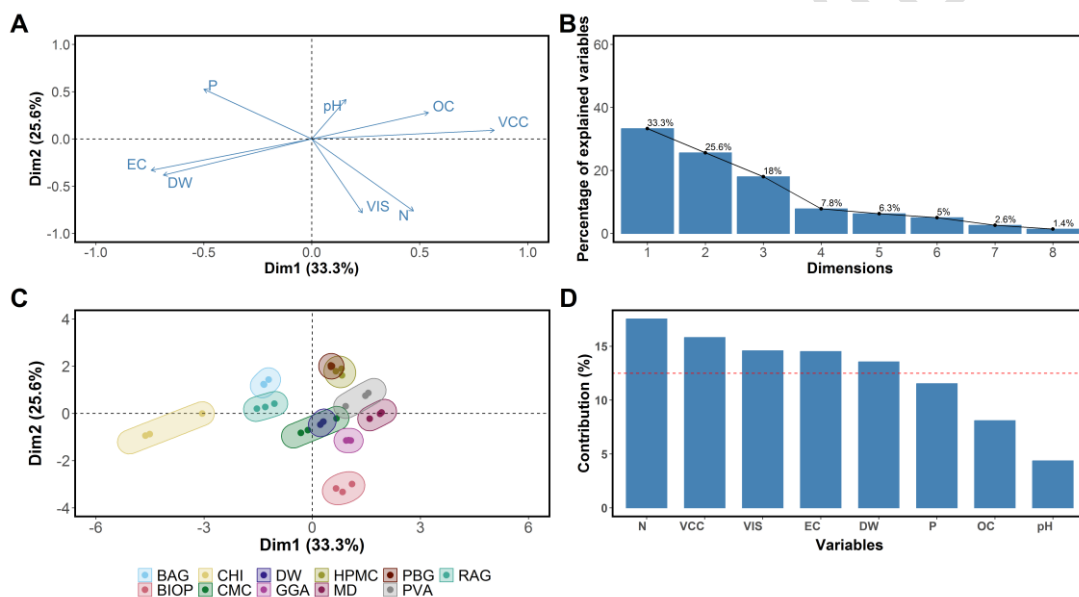 A
1.0
0.5
0.0
-0.5
-1.0
Dim2 (25.6%)
P
pH
OC
VCC
EC
DW
VIS
N
-1.0 -0.5 0.0 0.5 1.0
Dim1 (33.3%)
B
60
40
20
0
Percentage of explained variables
33.3%
25.6%
18%
7.8%
6.3%
5%
2.6%
1.4%
1 2 3 4 5 6 7 8
Dimensions
C
4
2
0
-2
-4
Dim2 (25.6%)
-6 -3 0 3 6
Dim1 (33.3%)
BAG CHI DW HPMC PBG RAG
BIOP CMC GGA MD PVA
D
15
10
5
0
Contribution (%)
N VCC VIS EC DW P OC pH
Variables